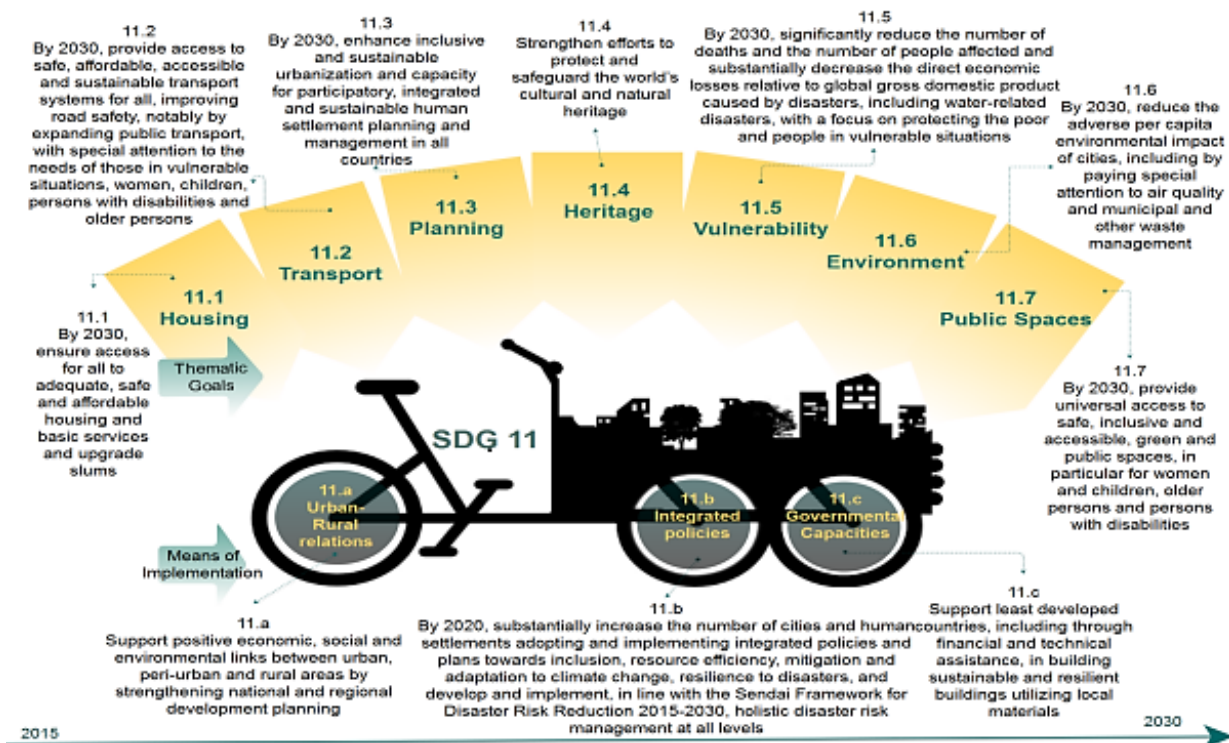 11.2
By 2030, provide access to
safe, affordable, accessible
and sustainable transport
systems for all, improving
road safety, notably by
expanding public transport,
with special attention to the
needs of those in vulnerable
situations, women, children,
persons with disabilities and
older persons
11.3
By 2030, enhance inclusive
and sustainable
urbanization and capacity
for participatory, integrated
and sustainable human
settlement planning and
management in all
countries
11.4
Strengthen efforts to
protect and
safeguard the world's
cultural and natural
heritage
11.5
By 2030, significantly reduce the number of
deaths and the number of people affected and
substantially decrease the direct economic
losses relative to global gross domestic product
caused by disasters, including water-related
disasters, with a focus on protecting the poor
and people in vulnerable situations
11.6
By 2030, reduce the
adverse per capita
environmental impact
of cities, including by
paying special
attention to air quality
and municipal and
other waste
management
11.1
Housing
11.2
Transport
11.3
Planning
11.4
Heritage
11.5
Vulnerability
11.6
Environment
11.7
Public Spaces
11.1
By 2030,
ensure access
for all to
adequate, safe
and affordable
housing and
basic services
and upgrade
slums
Thematic
Goals
SDG 11
11.7
By 2030, provide
universal access to
safe, inclusive and
accessible, green and
public spaces, in
particular for women
and children, older
persons and persons
with disabilities
11.a
Urban-
Rural
relations
11.b
Integrated
policies
11.c
Governmental
Capacities
Means of
Implementation
11.a
Support positive economic, social and
environmental links between urban,
peri-urban and rural areas by
strengthening national and regional
development planning
11.b
By 2020, substantially increase the number of cities and human
settlements adopting and implementing integrated policies and
plans towards inclusion, resource efficiency, mitigation and
adaptation to climate change, resilience to disasters, and
develop and implement, in line with the Sendai Framework for
Disaster Risk Reduction 2015-2030, holistic disaster risk
management at all levels
11.c
Support least developed
countries, including through
financial and technical
assistance, in building
sustainable and resilient
buildings utilizing local
materials
2015
2030